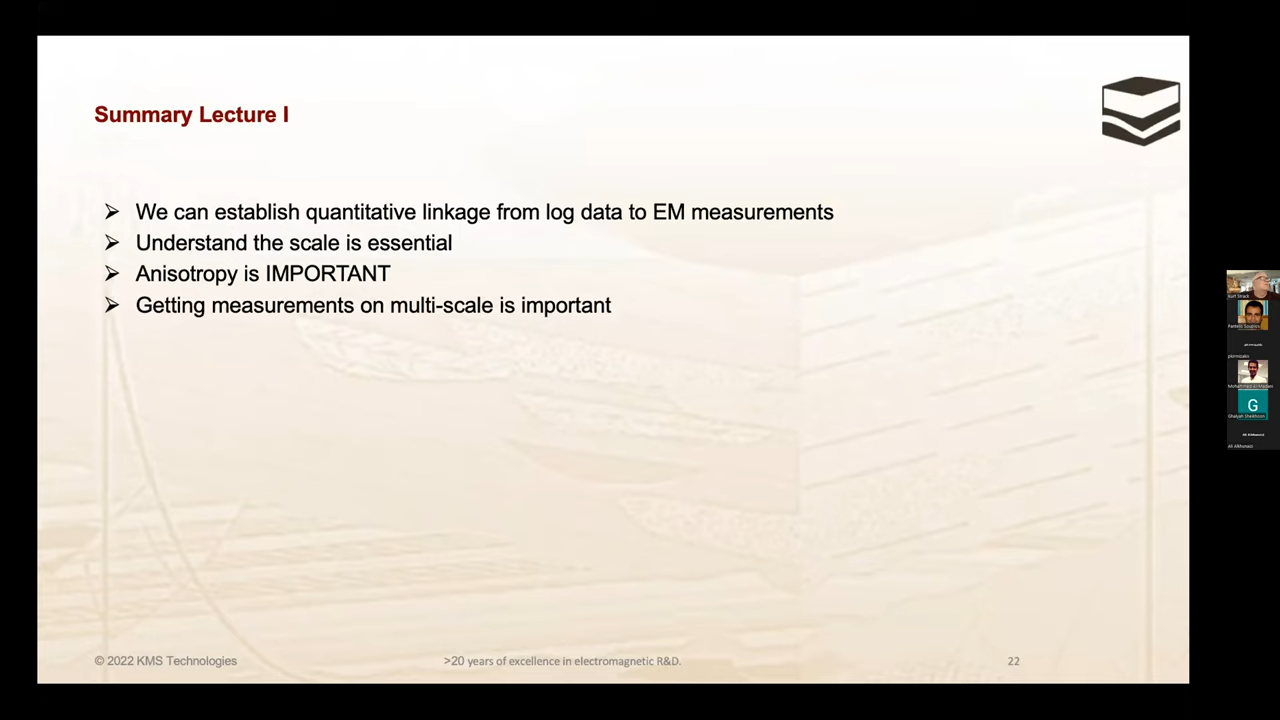 Summary Lecture I
We can establish quantitative linkage from log data to EM measurements
Understand the scale is essential
Anisotropy is IMPORTANT
Getting measurements on multi-scale is important
© 2022 KMS Technologies
>20 years of excellence in electromagnetic R&D.
22
Kurt Strack
G